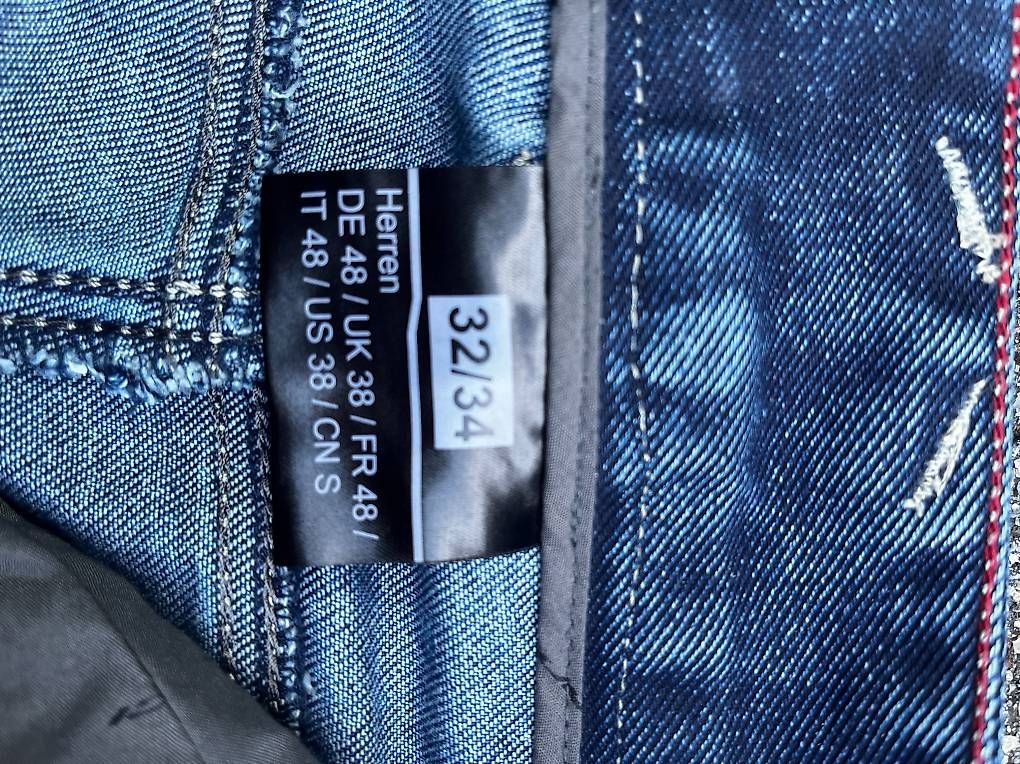 32/34
Herren
DE 48 / UK 38 / FR 48 /
IT 48 / US 38 / CN S